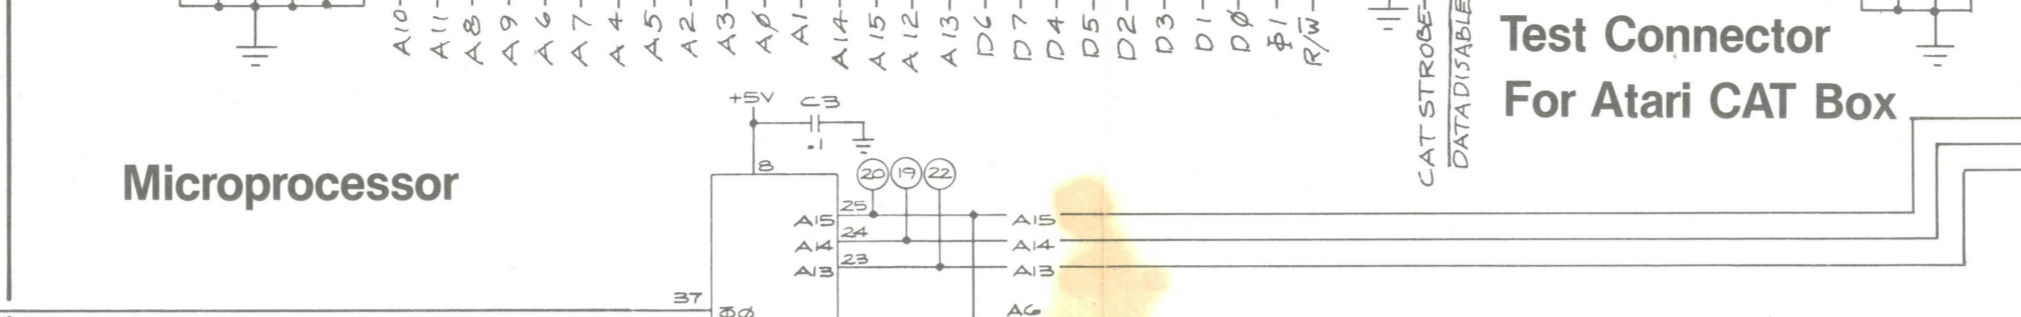 A10
A11
A8
A9
A6
A7
A4
A5
A2
A3
AØ
A1
A14
A15
A12
A13
D6
D7
D4
D5
D2
D3
D1
DØ
Φ1
R/W̅
CAT STROBE
DATA DISABLE
Test Connector
For Atari CAT Box
+5V C3
.1
Microprocessor
8
20 19 22
25
A15 A15
24
A14 A14
23
A13 A13
37
ΦØ
A6